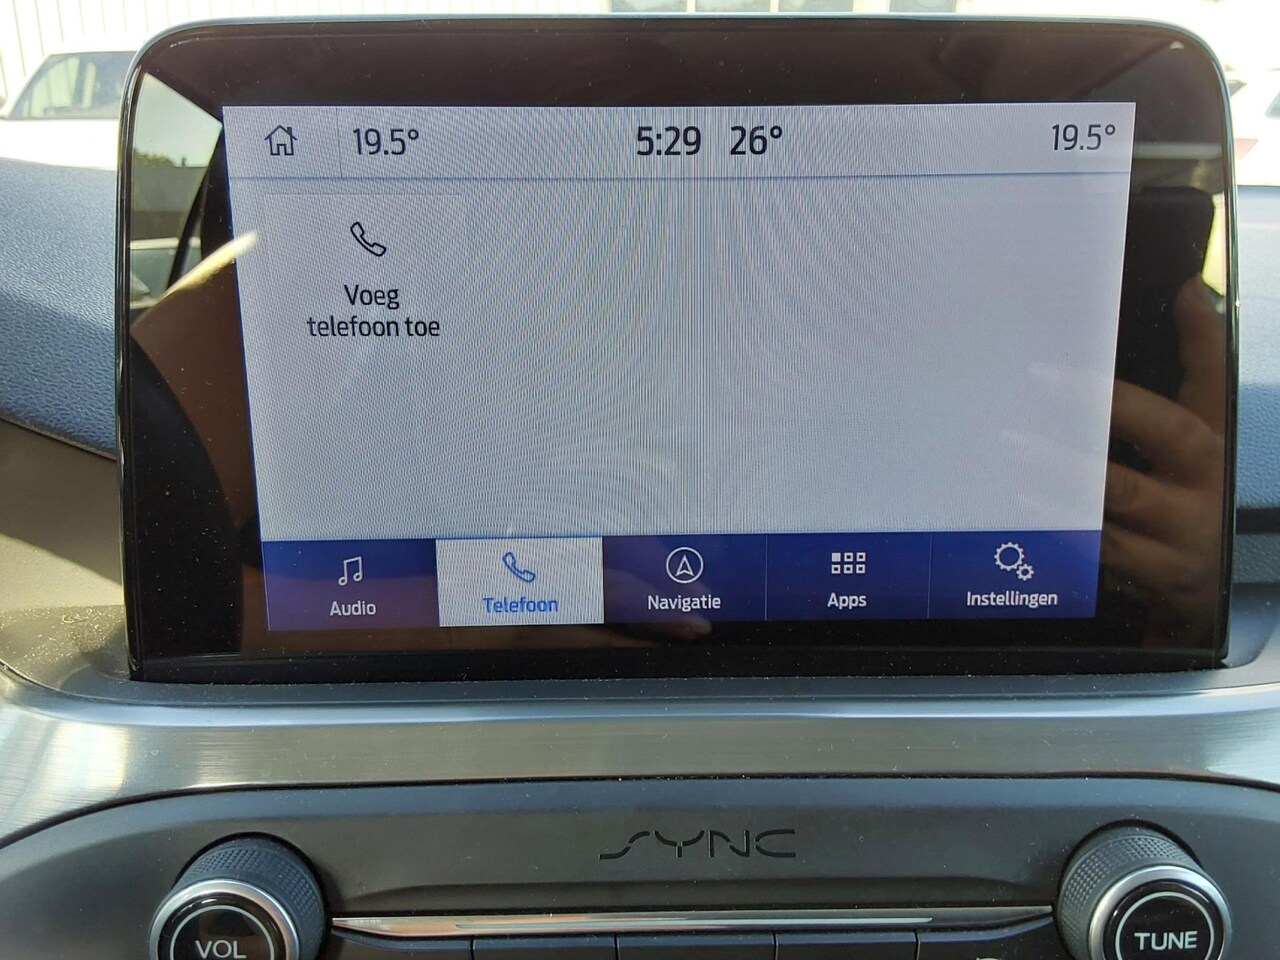 19.5° 5:29 26° 19.5°
Voeg
telefoon toe
Audio Telefoon Navigatie Apps Instellingen
SYNC
VOL TUNE